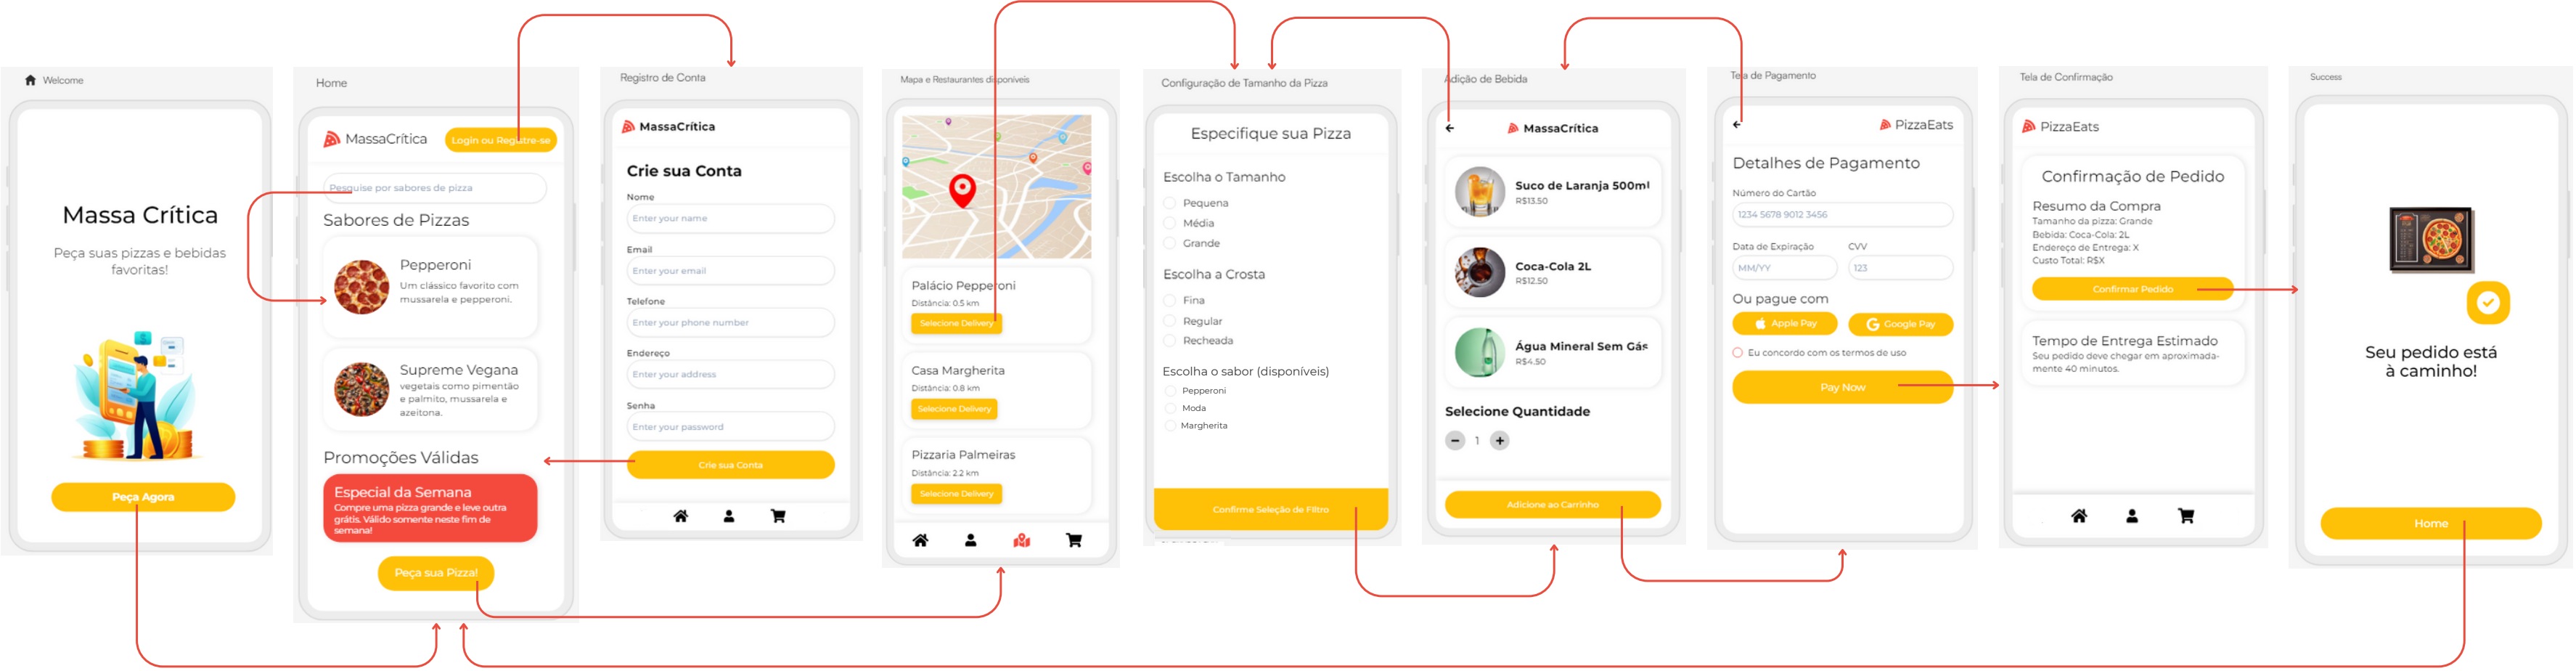 Welcome
Massa Crítica
Peça suas pizzas e bebidas
favoritas!
Peça Agora
Home
MassaCrítica
Login ou Registre-se
Pesquise por sabores de pizza
Sabores de Pizzas
Pepperoni
Um clássico favorito com
mussarela e pepperoni.
Supreme Vegana
vegetais como pimentão
e palmito, mussarela e
azeitona.
Promoções Válidas
Especial da Semana
Compre uma pizza grande e leve outra
grátis. Válido somente neste fim de
semana!
Peça sua Pizza!
Registro de Conta
MassaCrítica
Crie sua Conta
Nome
Enter your name
Email
Enter your email
Telefone
Enter your phone number
Endereço
Enter your address
Senha
Enter your password
Crie sua Conta
Mapa e Restaurantes disponíveis
Palácio Pepperoni
Distância: 0.5 km
Selecione Delivery
Casa Margherita
Distância: 0.8 km
Selecione Delivery
Pizzaria Palmeiras
Distância: 2.2 km
Selecione Delivery
Configuração de Tamanho da Pizza
Especifique sua Pizza
Escolha o Tamanho
Pequena
Média
Grande
Escolha a Crosta
Fina
Regular
Recheada
Escolha o sabor (disponíveis)
Pepperoni
Moda
Margherita
Confirme Seleção de Filtro
Adição de Bebida
MassaCrítica
Suco de Laranja 500ml
R$13.50
Coca-Cola 2L
R$12.50
Água Mineral Sem Gás
R$4.50
Selecione Quantidade
1
Adicione ao Carrinho
Tela de Pagamento
PizzaEats
Detalhes de Pagamento
Número do Cartão
1234 5678 9012 3456
Data de Expiração CVV
MM/YY 123
Ou pague com
Apple Pay Google Pay
Eu concordo com os termos de uso
Pay Now
Tela de Confirmação
PizzaEats
Confirmação de Pedido
Resumo da Compra
Tamanho da pizza: Grande
Bebida: Coca-Cola: 2L
Endereço de Entrega: X
Custo Total: R$X
Confirmar Pedido
Tempo de Entrega Estimado
Seu pedido deve chegar em aproximada-
mente 40 minutos.
Success
Seu pedido está
à caminho!
Home